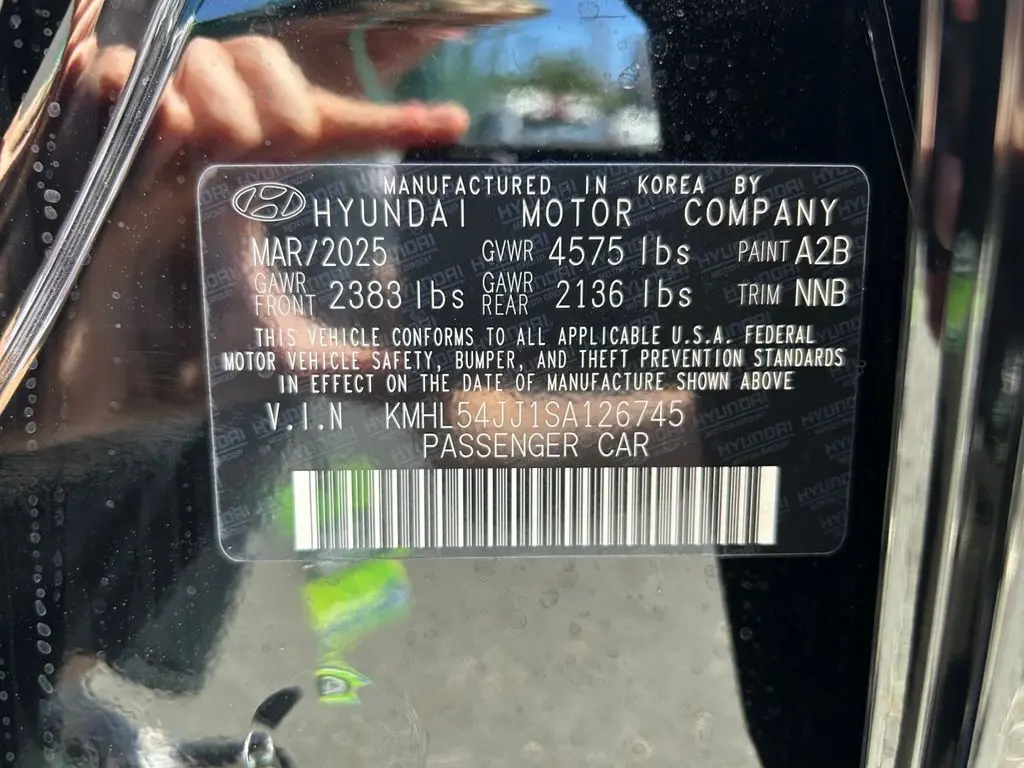 MANUFACTURED IN KOREA BY
HYUNDAI MOTOR COMPANY
MAR/2025 GVWR 4575 lbs PAINT A2B
GAWR FRONT 2383 lbs GAWR REAR 2136 lbs TRIM NNB
THIS VEHICLE CONFORMS TO ALL APPLICABLE U.S.A. FEDERAL
MOTOR VEHICLE SAFETY, BUMPER, AND THEFT PREVENTION STANDARDS
IN EFFECT ON THE DATE OF MANUFACTURE SHOWN ABOVE
V.I.N KMHL54JJ1SA126745
PASSENGER CAR